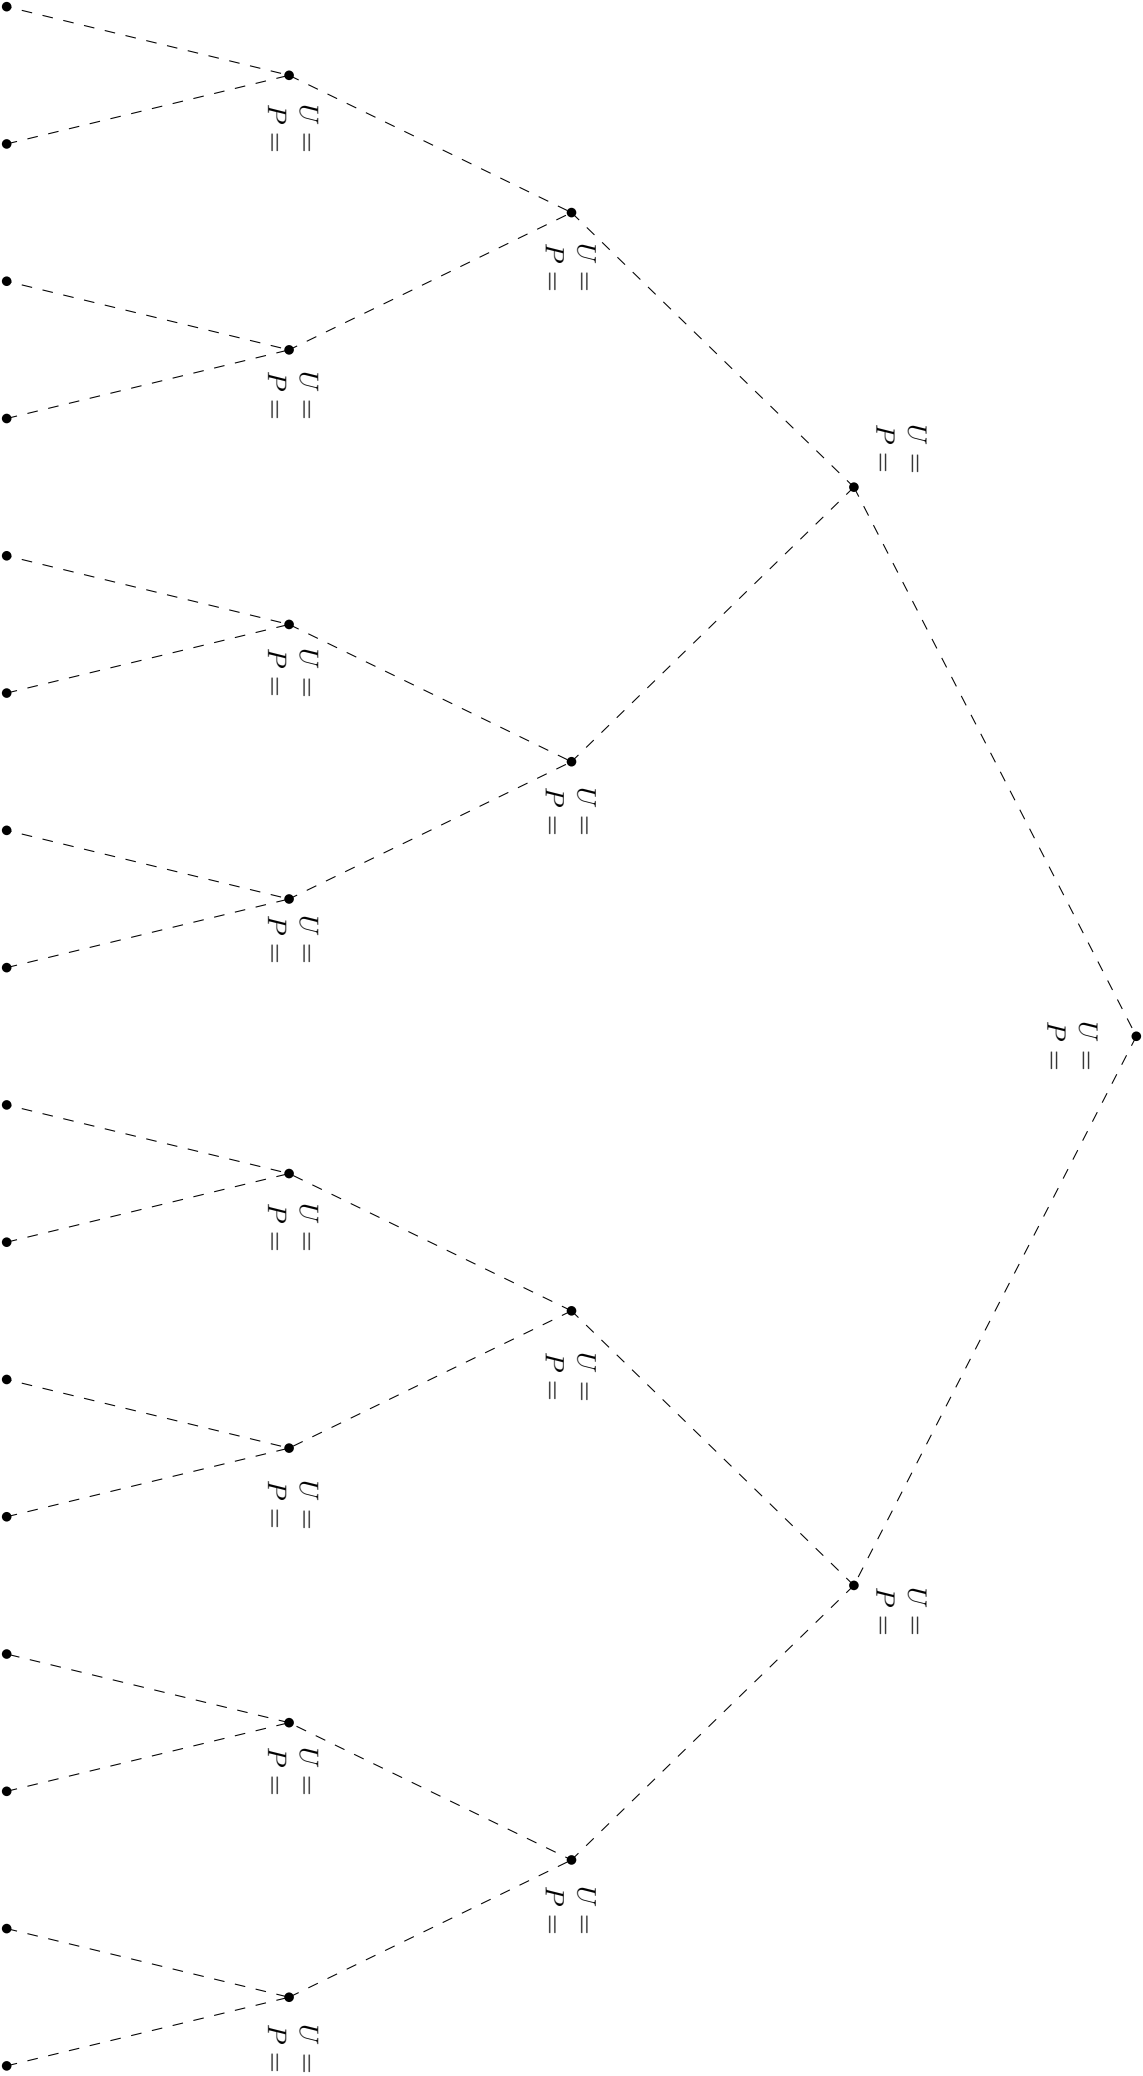 U =
P =
U =
P =
U =
P =
U =
P =
U =
P =
U =
P =
U =
P =
U =
P =
U =
P =
U =
P =
U =
P =
U =
P =
U =
P =
U =
P =
U =
P =